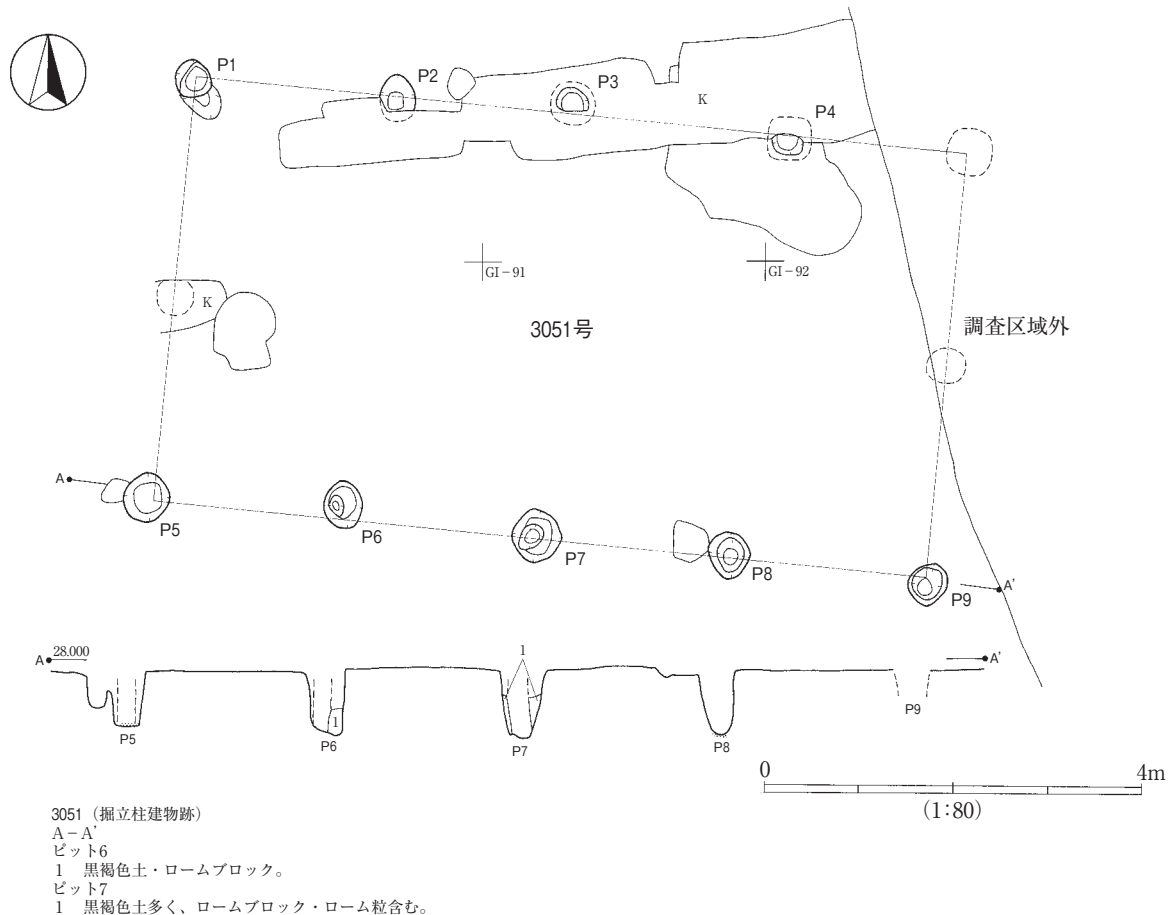 P1
P2
P3
K
P4
GI-91
GI-92
K
3051号
調査区域外
A
P5
P6
P7
P8
P9
A'
A 28.000
1
A'
1
P5
P6
P7
P8
P9
0 4m
(1:80)
3051（掘立柱建物跡）
A-A'
ピット6
1 黒褐色土・ロームブロック。
ピット7
1 黒褐色土多く、ロームブロック・ローム粒含む。